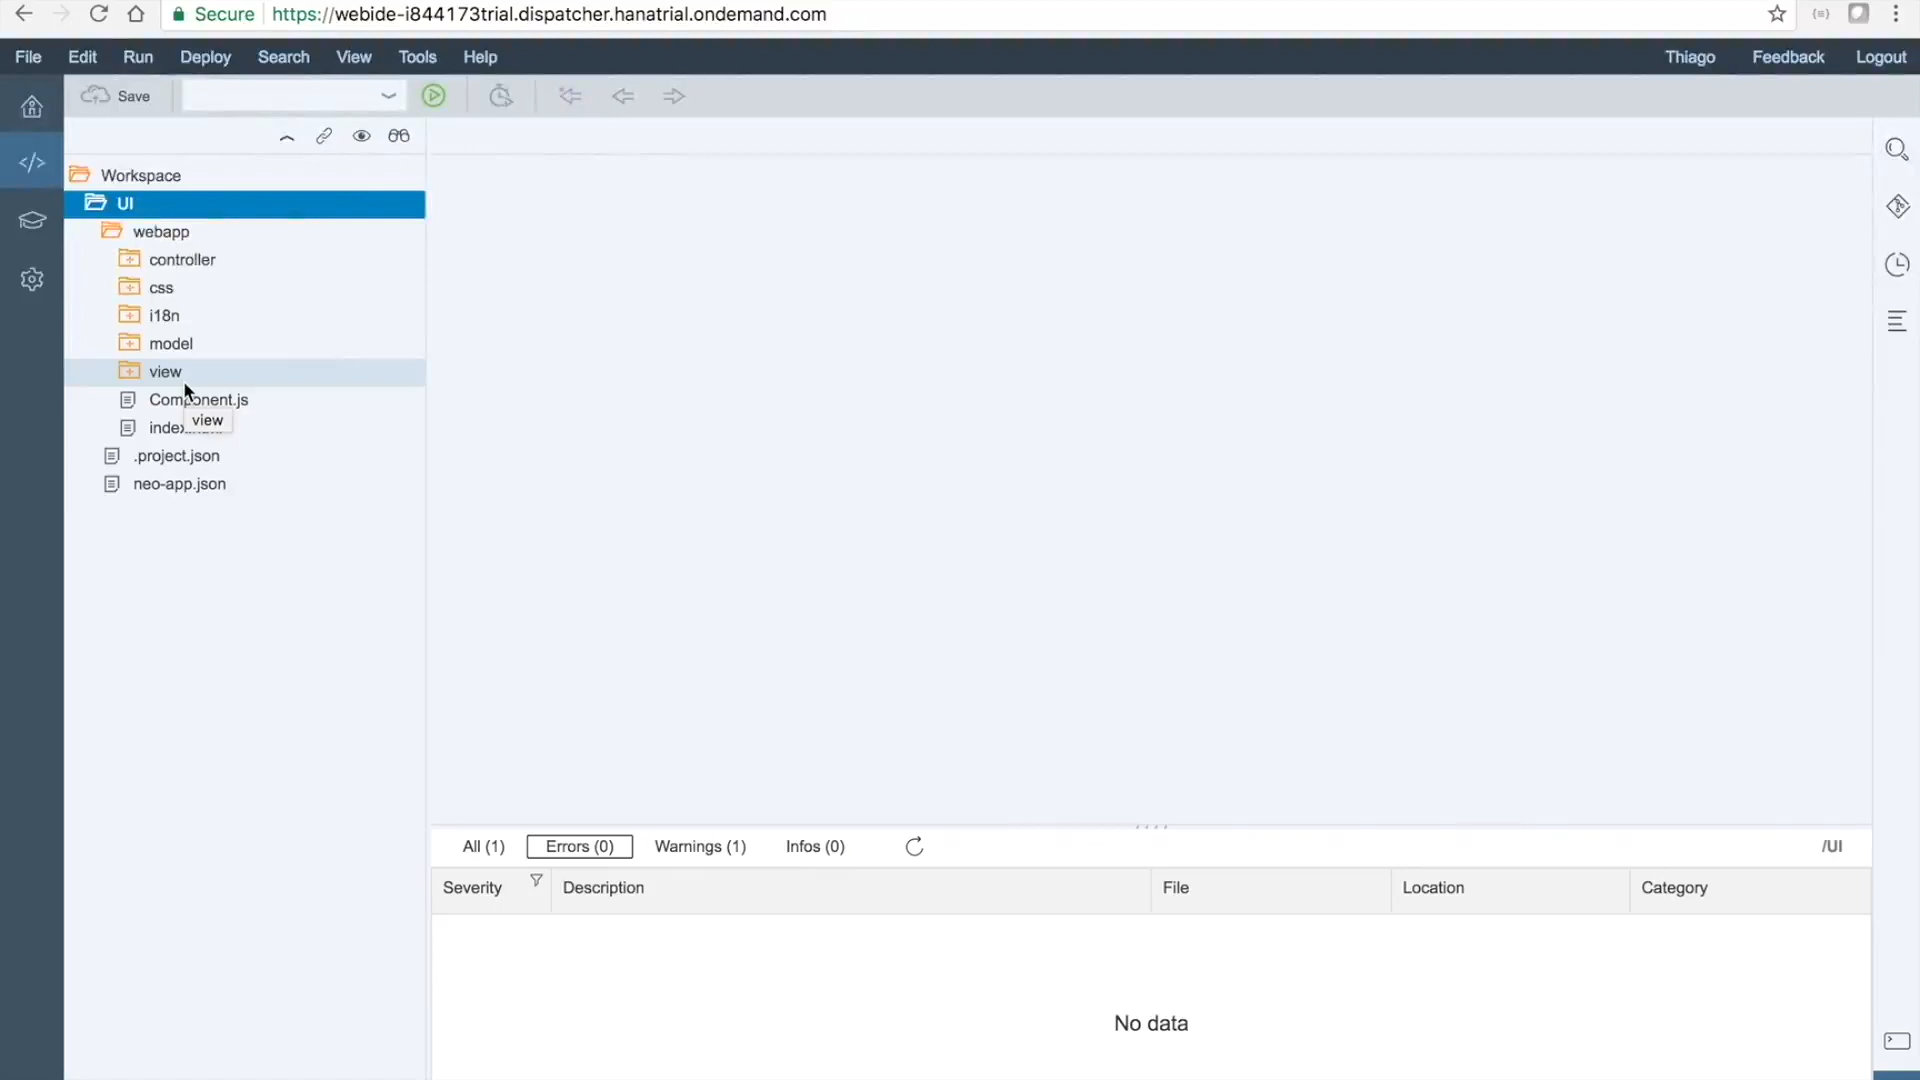 Secure https://webide-i844173trial.dispatcher.hanatrial.ondemand.com
File Edit Run Deploy Search View Tools Help Thiago Feedback Logout
Save
Workspace
UI
webapp
controller
css
i18n
model
view
Component.js
view
.project.json
neo-app.json
All (1) Errors (0) Warnings (1) Infos (0) /UI
Severity Description File Location Category
No data